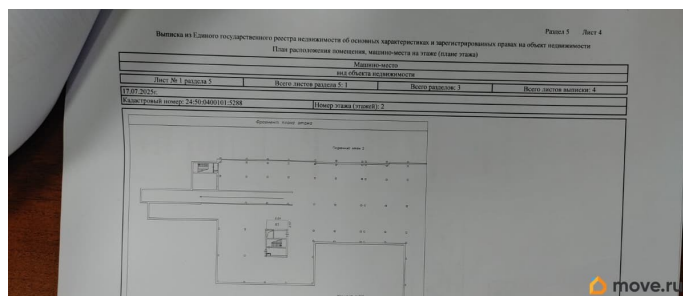 Раздел 5 Лист 4
Выписка из Единого государственного реестра недвижимости об основных характеристиках и зарегистрированных правах на объект недвижимости
План расположения помещения, машино-места на этаже (плане этажа)
Машино-место
вид объекта недвижимости
Лист № 1 раздела 5 Всего листов раздела 5: 1 Всего разделов: 3 Всего листов выписки: 4
17.07.2025г.
Кадастровый номер: 24:50:0400101:5288 Номер этажа (этажей): 2
move.ru